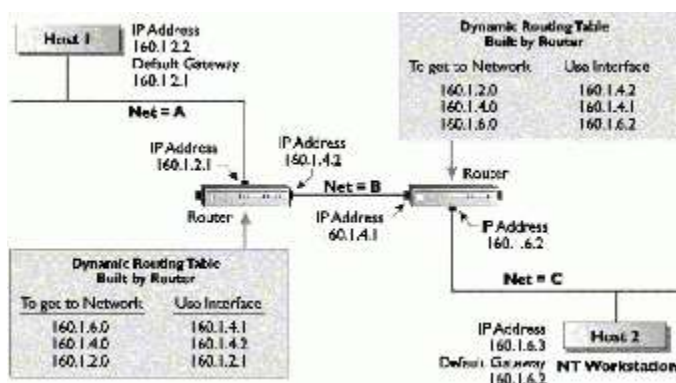 Host 1
IP Address
160.1.2.2
Default Gateway
160.1.2.1
Net = A
Dynamic Routing Table
Built by Router
To get to Network Use Interface
160.1.2.0 160.1.4.2
160.1.4.0 160.1.4.1
160.1.6.0 160.1.6.2
IP Address
160.1.2.1
IP Address
160.1.4.2
Router
Net = B
Router
IP Address
60.1.4.1
IP Address
160. .6.2
Dynamic Routing Table
Built by Router
To get to Network Use Interface
160.1.6.0 160.1.4.1
160.1.4.0 160.1.4.2
160.1.2.0 160.1.2.1
Net = C
IP Address
160.1.6.3
Default Gateway
160.1.6.2
Host 2
NT Workstation